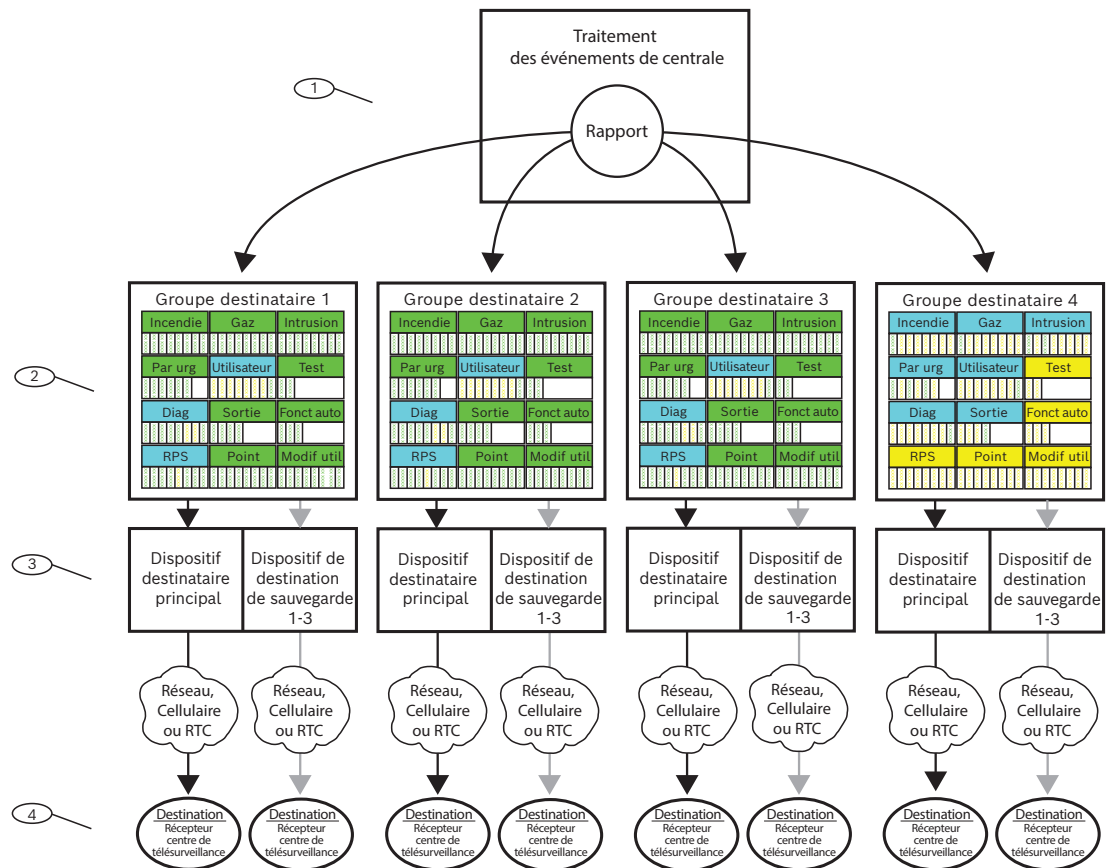 Traitement
des événements de centrale
1
Rapport
Groupe destinataire 1
Incendie Gaz Intrusion
Par urg Utilisateur Test
Diag Sortie Fonct auto
RPS Point Modif util
Groupe destinataire 2
Incendie Gaz Intrusion
Par urg Utilisateur Test
Diag Sortie Fonct auto
RPS Point Modif util
Groupe destinataire 3
Incendie Gaz Intrusion
Par urg Utilisateur Test
Diag Sortie Fonct auto
RPS Point Modif util
Groupe destinataire 4
Incendie Gaz Intrusion
Par urg Utilisateur Test
Diag Sortie Fonct auto
RPS Point Modif util
2
3
Dispositif
destinataire
principal
Dispositif de
destination
de sauvegarde
1-3
Dispositif
destinataire
principal
Dispositif de
destination
de sauvegarde
1-3
Dispositif
destinataire
principal
Dispositif de
destination
de sauvegarde
1-3
Dispositif
destinataire
principal
Dispositif de
destination
de sauvegarde
1-3
Réseau,
Cellulaire
ou RTC
Réseau,
Cellulaire
ou RTC
Réseau,
Cellulaire
ou RTC
Réseau,
Cellulaire
ou RTC
Réseau,
Cellulaire
ou RTC
Réseau,
Cellulaire
ou RTC
Réseau,
Cellulaire
ou RTC
Réseau,
Cellulaire
ou RTC
4
Destination
Récepteur
centre de
télésurveillance
Destination
Récepteur
centre de
télésurveillance
Destination
Récepteur
centre de
télésurveillance
Destination
Récepteur
centre de
télésurveillance
Destination
Récepteur
centre de
télésurveillance
Destination
Récepteur
centre de
télésurveillance
Destination
Récepteur
centre de
télésurveillance
Destination
Récepteur
centre de
télésurveillance